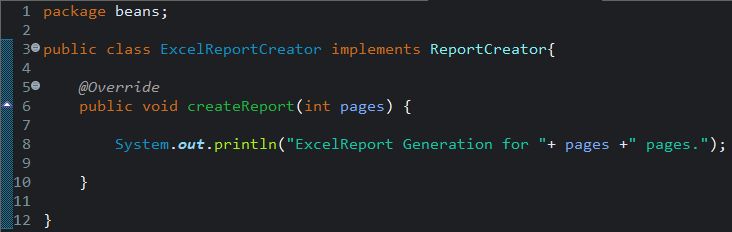 1 package beans;
2
3 public class ExcelReportCreator implements ReportCreator{
4
5     @Override
6     public void createReport(int pages) {
7
8         System.out.println("ExcelReport Generation for "+ pages +" pages.");
9
10     }
11
12 }